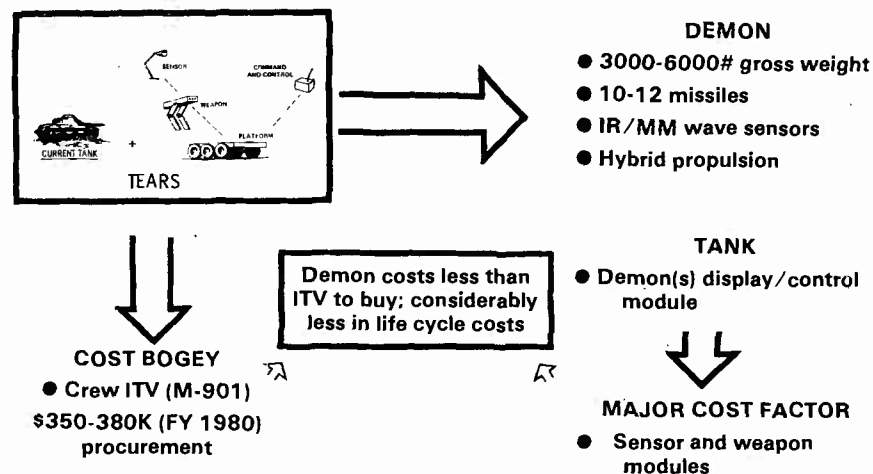 SENSOR
COMMAND
AND CONTROL
WEAPON
PLATFORM
CURRENT TANK
+
TEARS
DEMON
● 3000-6000# gross weight
● 10-12 missiles
● IR/MM wave sensors
● Hybrid propulsion
TANK
● Demon(s) display/control
module
Demon costs less than
ITV to buy; considerably
less in life cycle costs
COST BOGEY
● Crew ITV (M-901)
$350-380K (FY 1980)
procurement
MAJOR COST FACTOR
● Sensor and weapon
modules